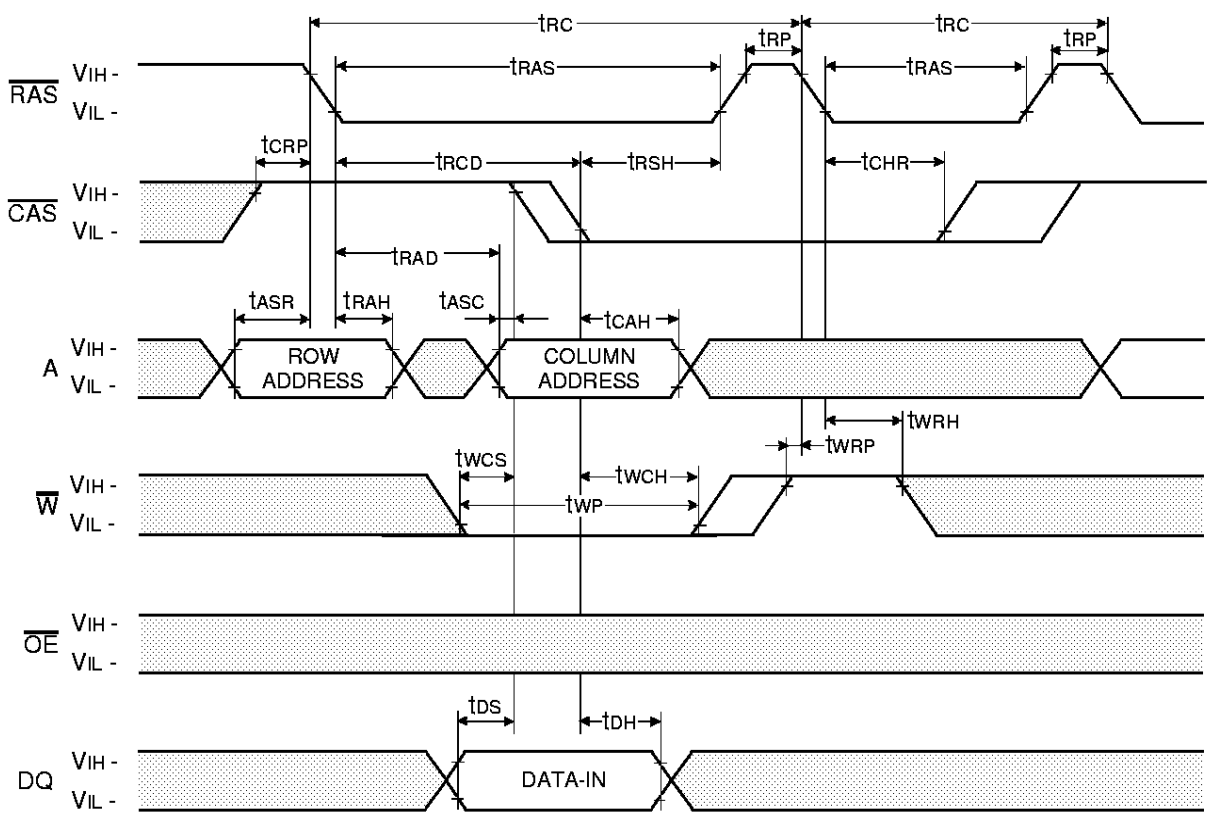 tRC tRC
tRP tRP
RAS VIH - tRAS tRAS
VIL -
tCRP tRCD tRSH tCHR
CAS VIH -
VIL -
tRAD
tASR tRAH tASC tCAH
A VIH - ROW COLUMN
VIL - ADDRESS ADDRESS
tWRH
tWRP
tWCS tWCH
W VIH - tWP
VIL -
OE VIH -
VIL -
tDS tDH
DQ VIH - DATA-IN
VIL -